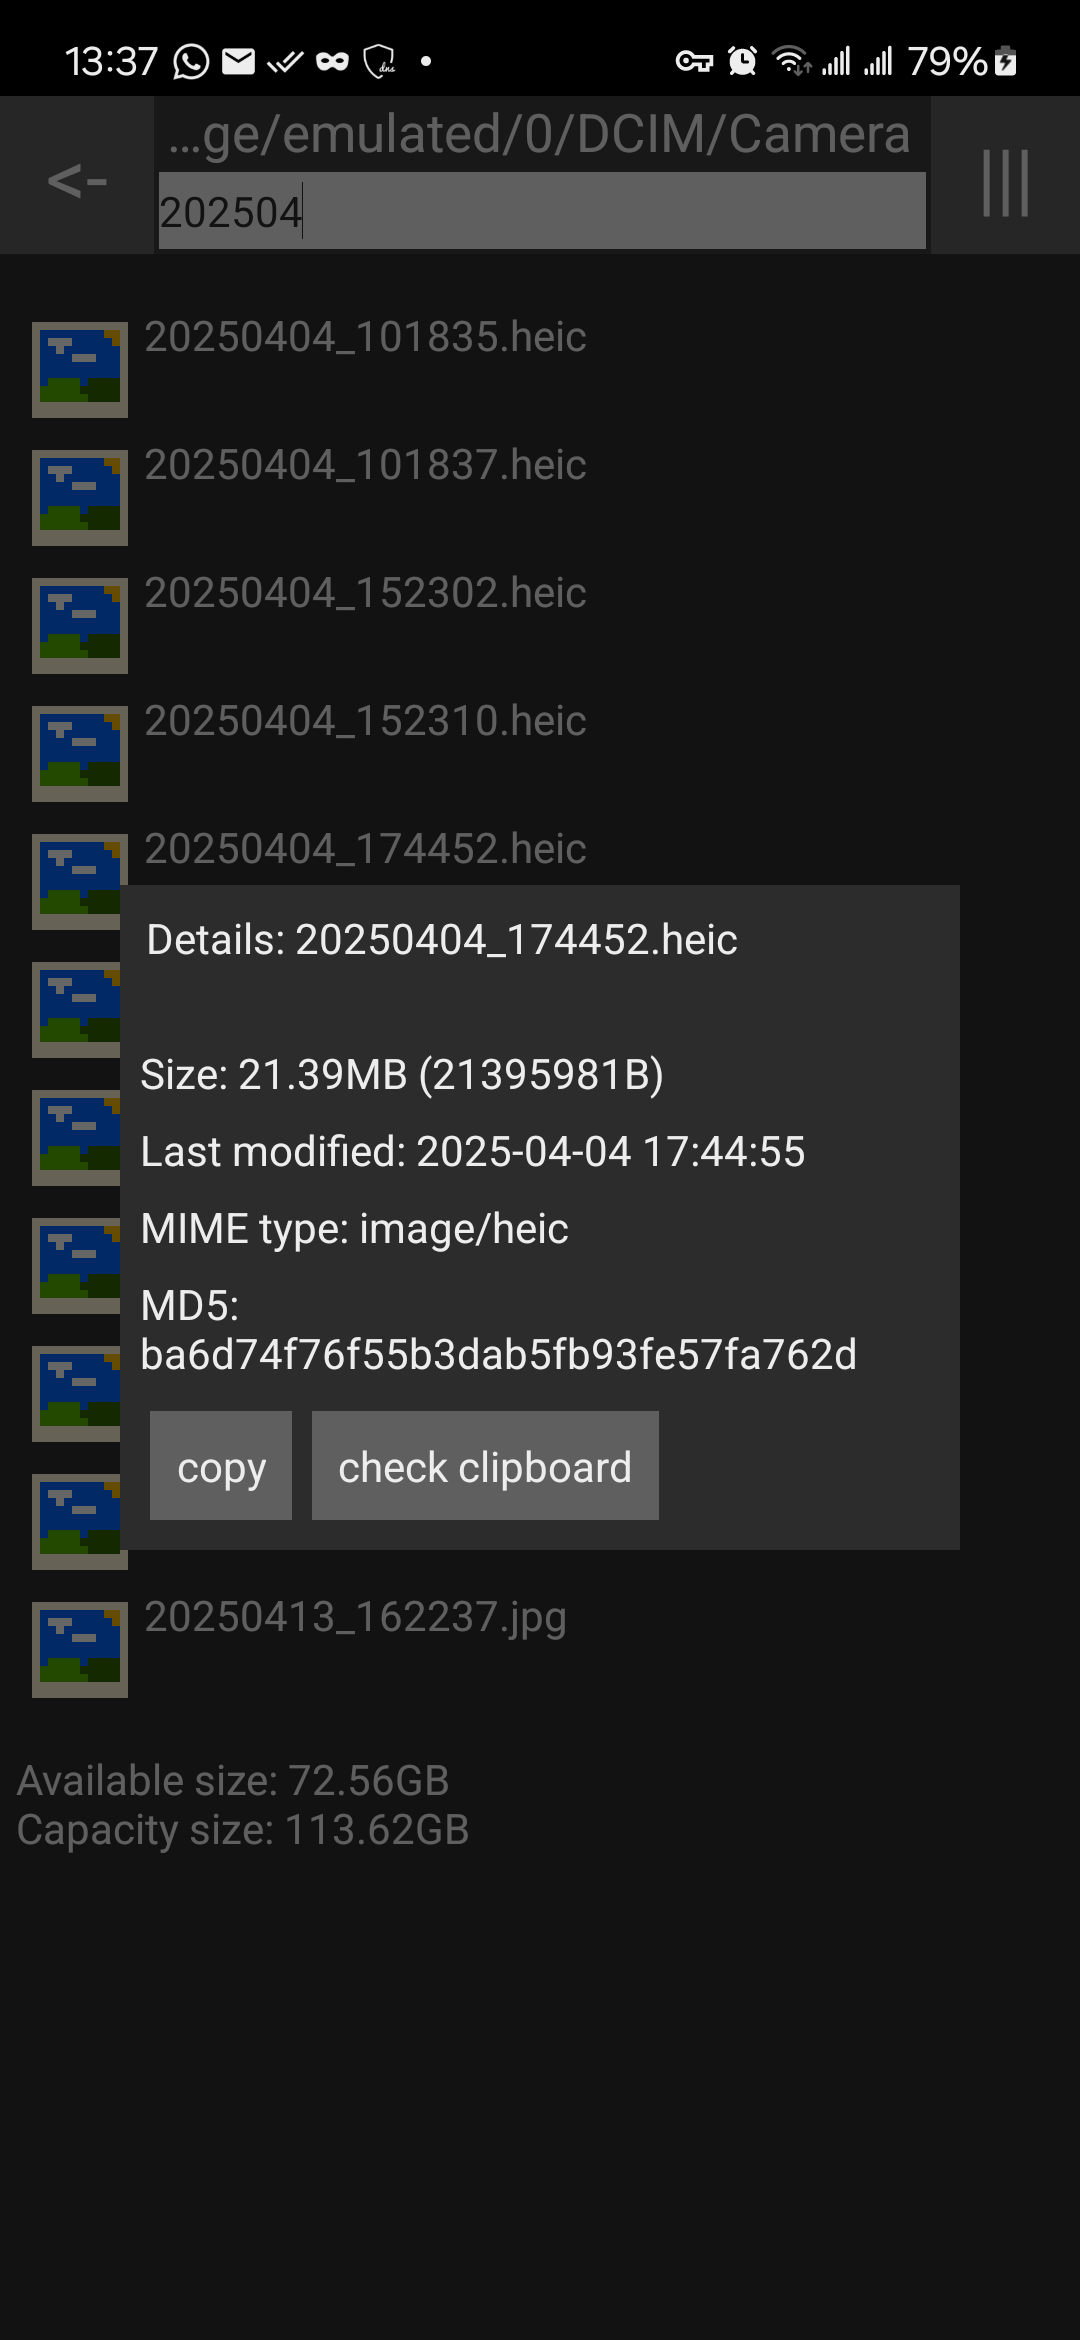 13:37 dns 79%
<-
...ge/emulated/0/DCIM/Camera
|||
202504
20250404_101835.heic
20250404_101837.heic
20250404_152302.heic
20250404_152310.heic
20250404_174452.heic
Details: 20250404_174452.heic
Size: 21.39MB (21395981B)
Last modified: 2025-04-04 17:44:55
MIME type: image/heic
MD5:
ba6d74f76f55b3dab5fb93fe57fa762d
copy check clipboard
20250413_162237.jpg
Available size: 72.56GB
Capacity size: 113.62GB